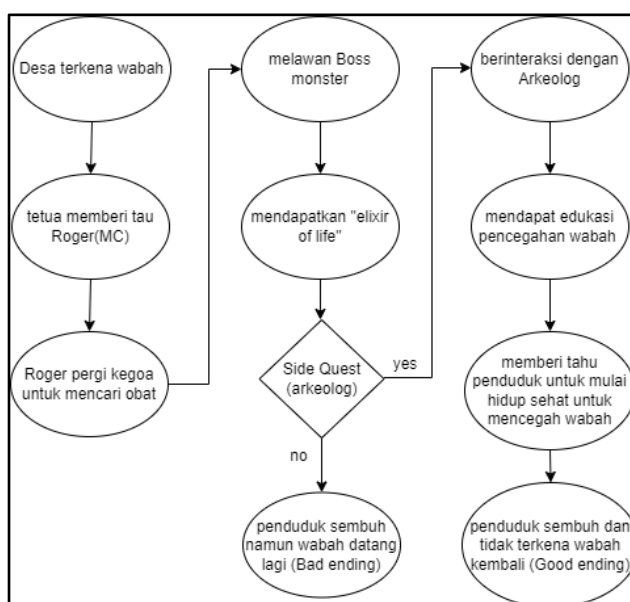 Desa terkena wabah
tetua memberi tau
Roger(MC)
Roger pergi kegoa
untuk mencari obat
melawan Boss
monster
mendapatkan "elixir
of life"
Side Quest
(arkeolog)
yes
no
penduduk sembuh
namun wabah datang
lagi (Bad ending)
berinteraksi dengan
Arkeolog
mendapat edukasi
pencegahan wabah
memberi tahu
penduduk untuk mulai
hidup sehat untuk
mencegah wabah
penduduk sembuh dan
tidak terkena wabah
kembali (Good ending)